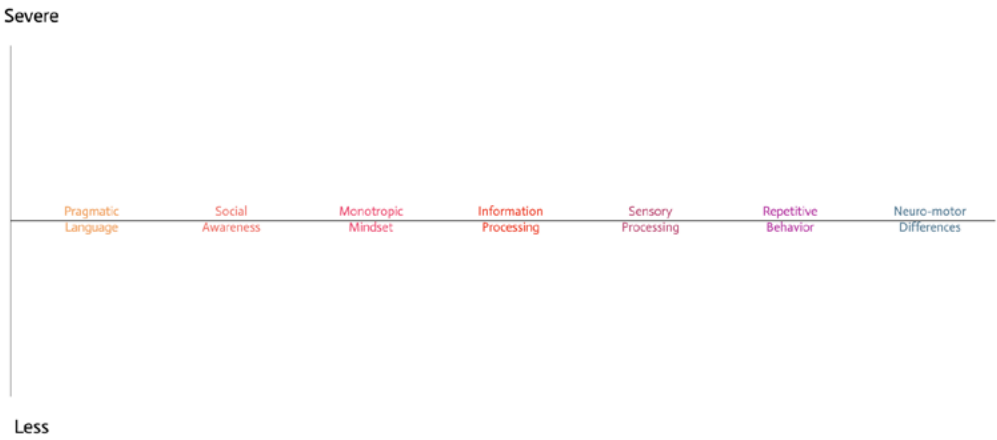 Severe
Pragmatic Social Monotropic Information Sensory Repetitive Neuro-motor
Language Awareness Mindset Processing Processing Behavior Differences
Less